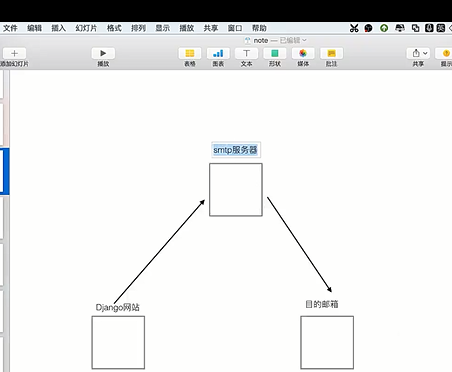 文件 编辑 插入 幻灯片 格式 排列 显示 播放 共享 窗口 帮助
note — 已编辑
添加幻灯片 播放 表格 图表 文本 形状 媒体 批注 共享 提示
smtp服务器
Django网站
目的邮箱